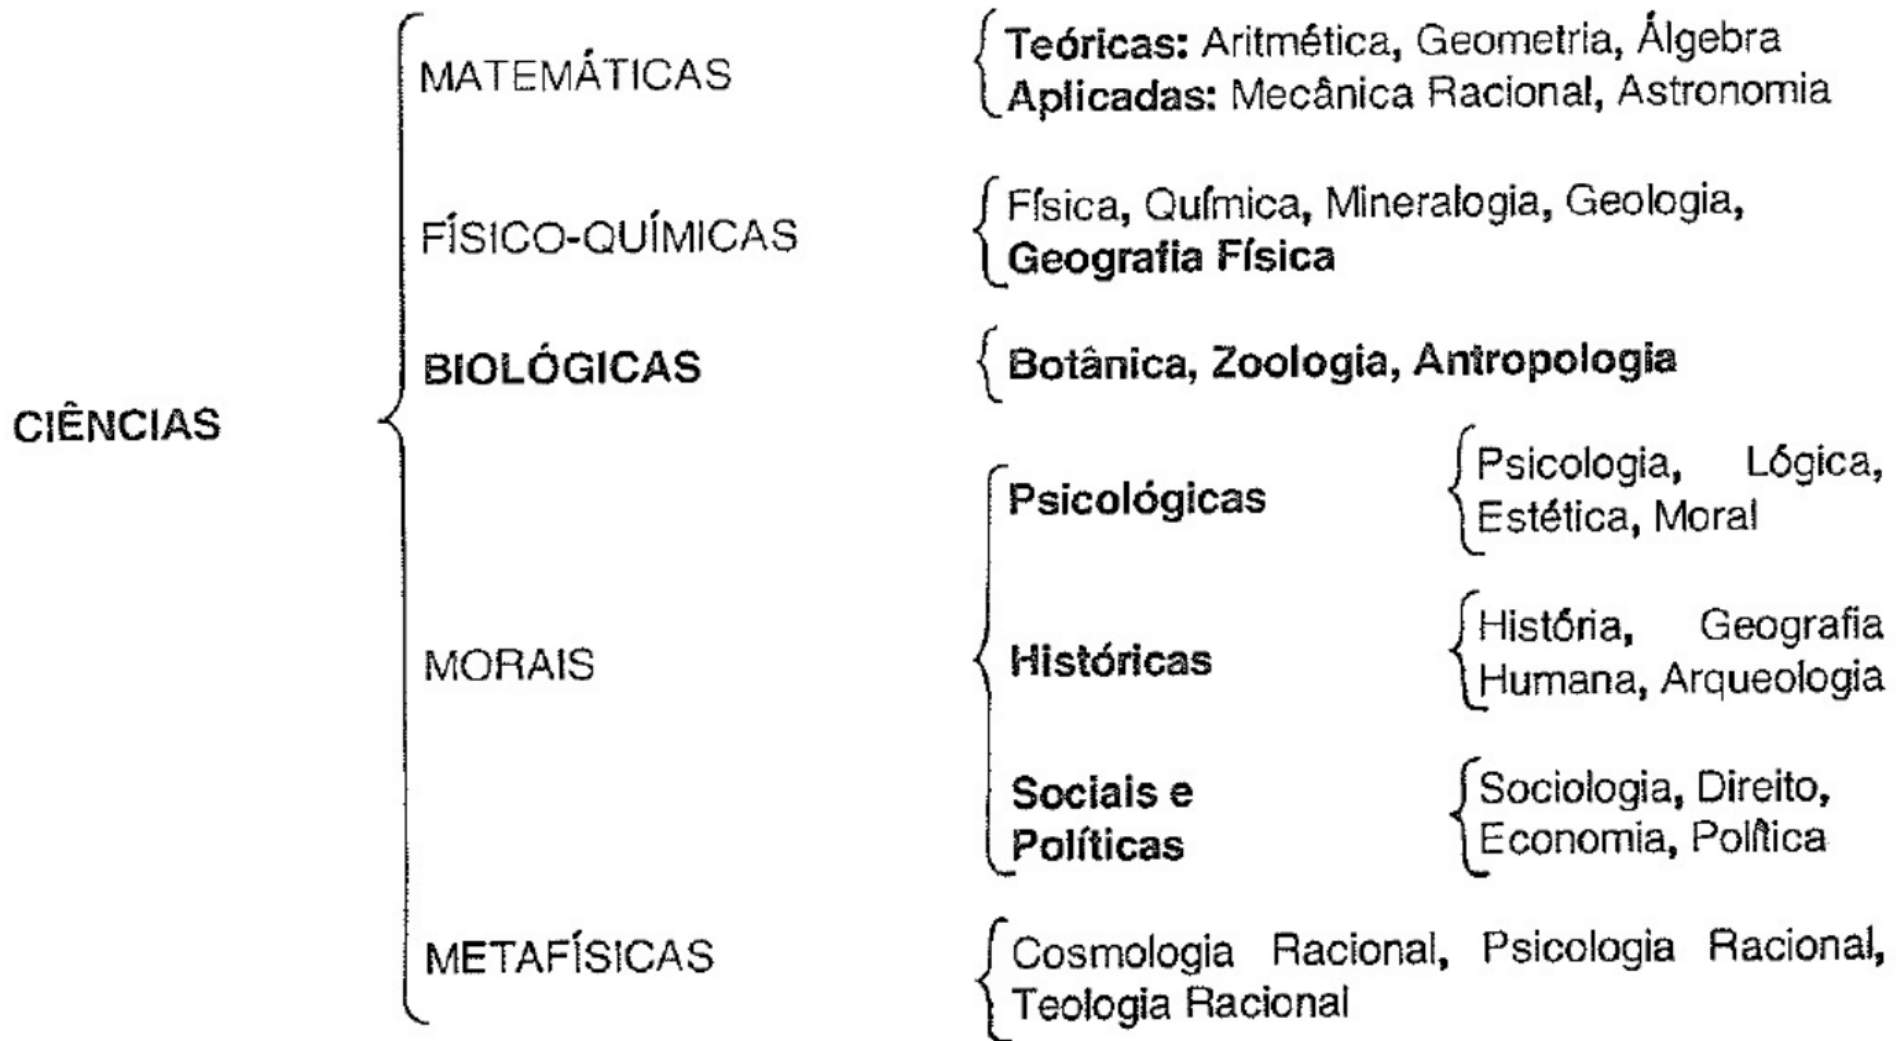 CIÊNCIAS
MATEMÁTICAS
Teóricas: Aritmética, Geometria, Álgebra
Aplicadas: Mecânica Racional, Astronomia
FÍSICO-QUÍMICAS
Física, Química, Mineralogia, Geologia,
Geografia Física
BIOLÓGICAS
Botânica, Zoologia, Antropologia
MORAIS
Psicológicas
Psicologia, Lógica,
Estética, Moral
Históricas
História, Geografia
Humana, Arqueologia
Sociais e
Políticas
Sociologia, Direito,
Economia, Política
METAFÍSICAS
Cosmologia Racional, Psicologia Racional,
Teologia Racional